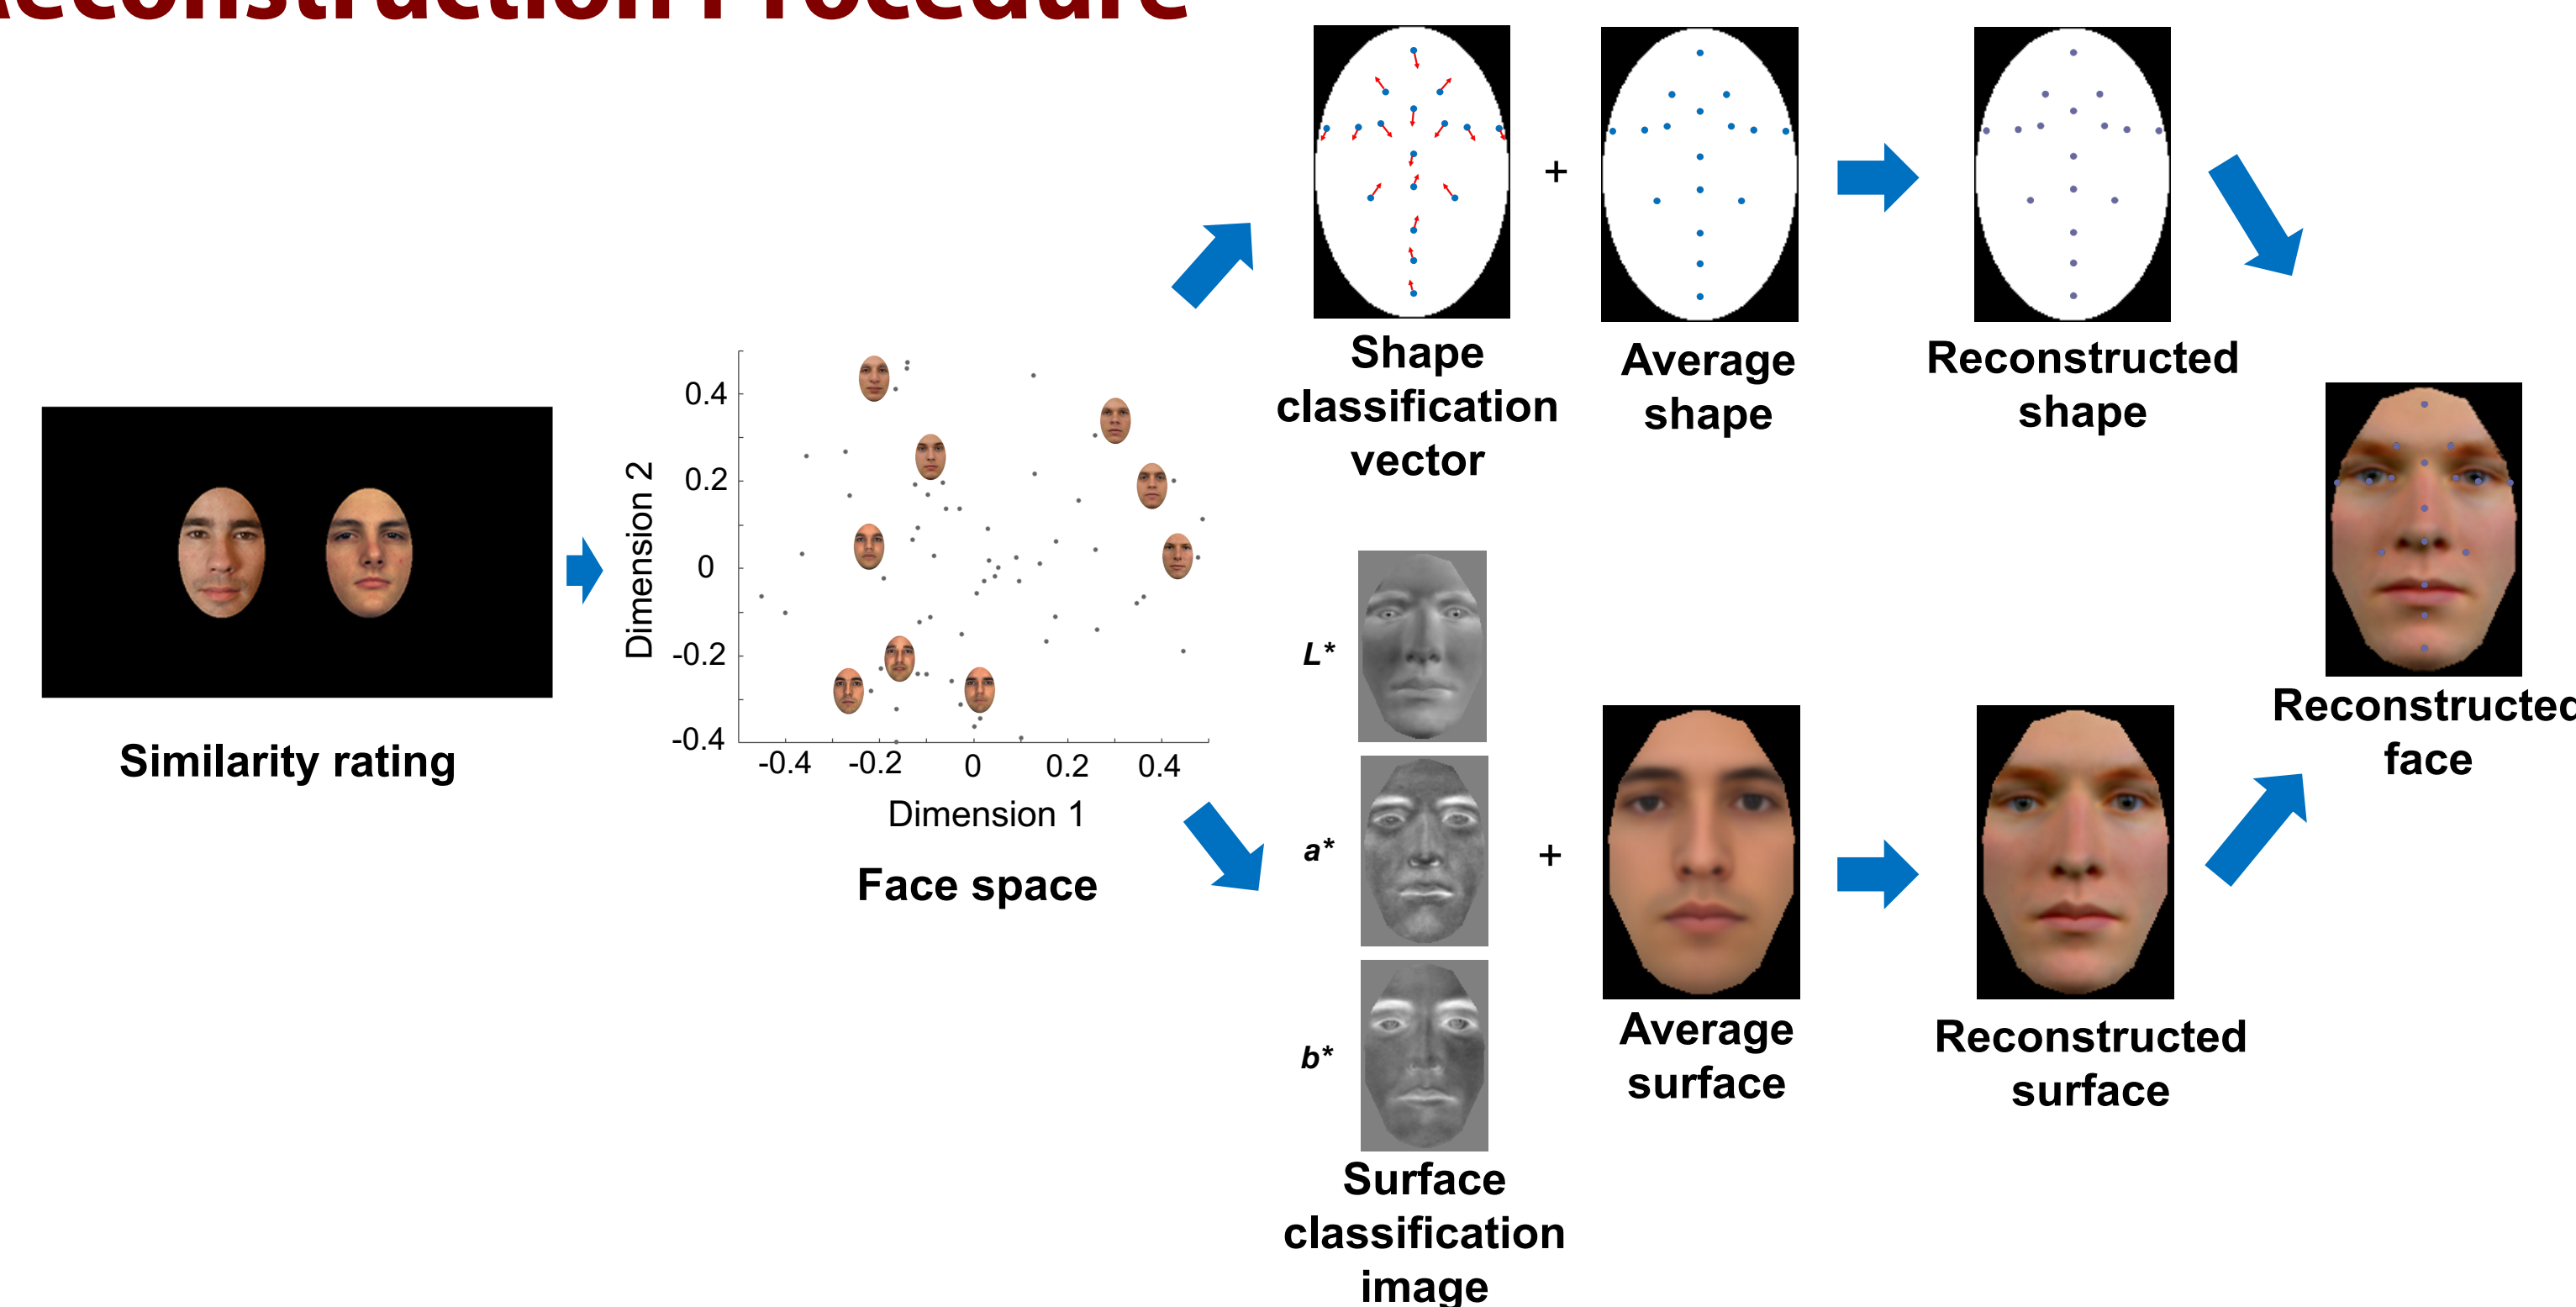 Reconstruction Procedure
Similarity rating
Dimension 2
0.4
0.2
0
-0.2
-0.4
-0.4
-0.2
0
0.2
0.4
Dimension 1
Face space
Shape
classification
vector
+
Average
shape
Reconstructed
shape
L*
a*
b*
Surface
classification
image
+
Average
surface
Reconstructed
surface
Reconstructed
face